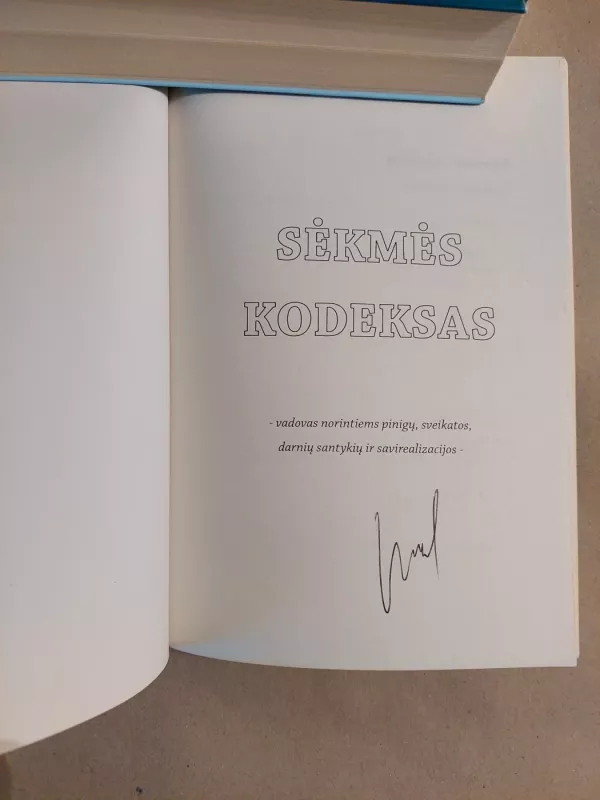 SĖKMĖS
KODEKSAS
- vadovas norintiems pinigų, sveikatos,
darnių santykių ir savirealizacijos -